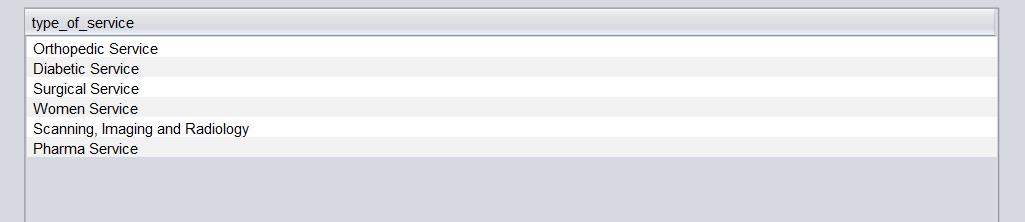 type_of_service
Orthopedic Service
Diabetic Service
Surgical Service
Women Service
Scanning, Imaging and Radiology
Pharma Service